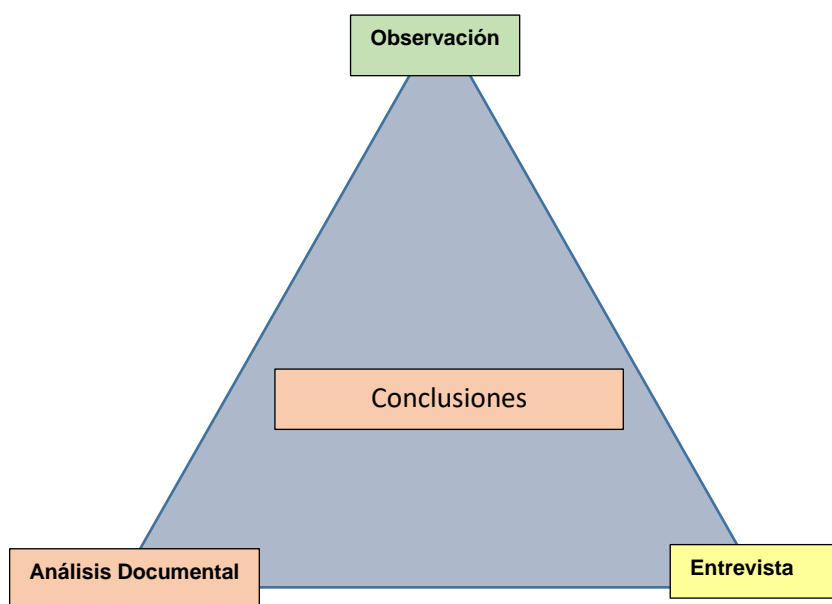 Observación
Conclusiones
Análisis Documental
Entrevista